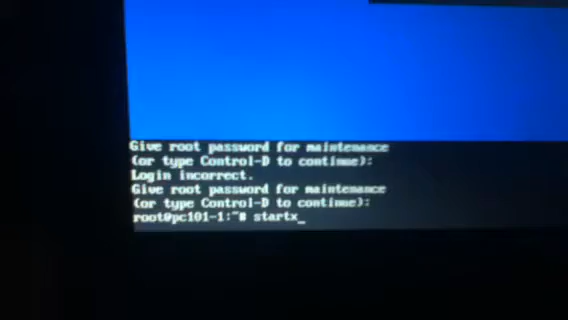 Give root password for maintenance
(or type Control-D to continue):
Login incorrect.
Give root password for maintenance
(or type Control-D to continue):
root@pc101-1:~# startx_